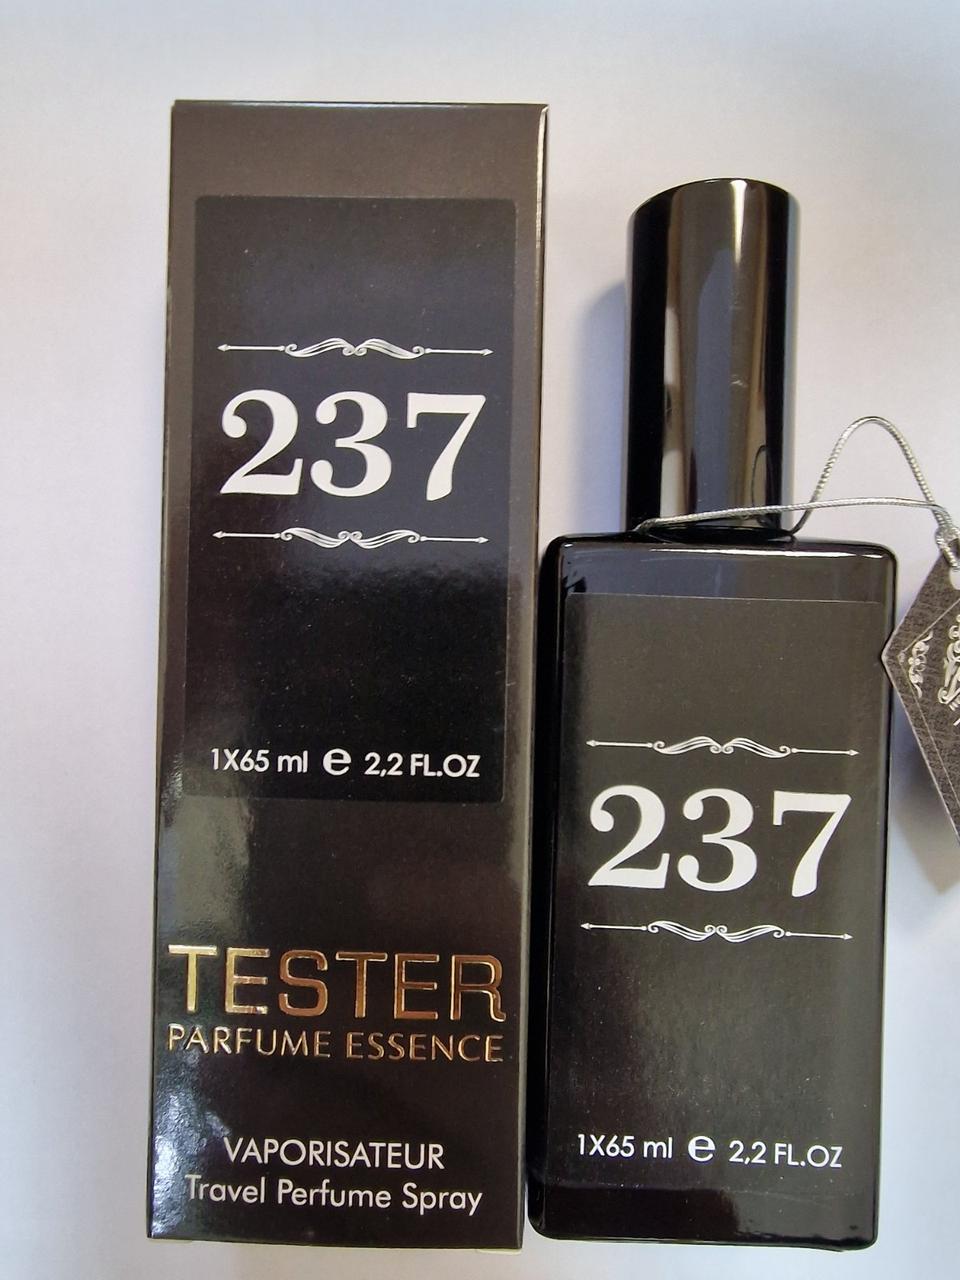 237
1X65 ml e 2,2 FL.OZ
TESTER
PARFUME ESSENCE
VAPORISATEUR
Travel Perfume Spray
237
1X65 ml e 2,2 FL.OZ